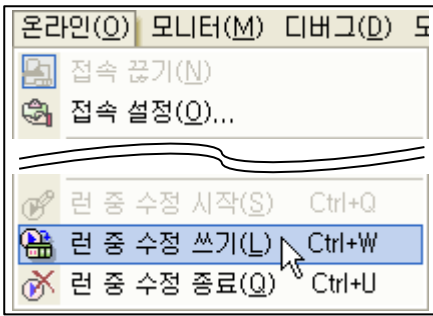 온라인(O) 모니터(M) 디버그(D)
접속 끊기(N)
접속 설정(O)...
런 중 수정 시작(S) Ctrl+Q
런 중 수정 쓰기(L) Ctrl+W
런 중 수정 종료(Q) Ctrl+U